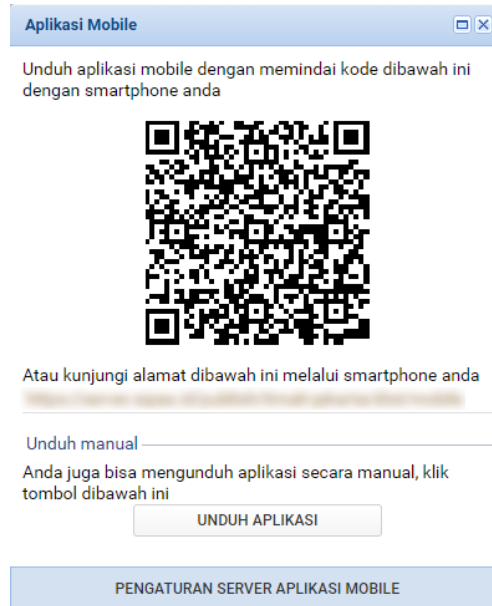 Aplikasi Mobile
Unduh aplikasi mobile dengan memindai kode dibawah ini
dengan smartphone anda
Atau kunjungi alamat dibawah ini melalui smartphone anda
Unduh manual
Anda juga bisa mengunduh aplikasi secara manual, klik
tombol dibawah ini
UNDUH APLIKASI
PENGATURAN SERVER APLIKASI MOBILE